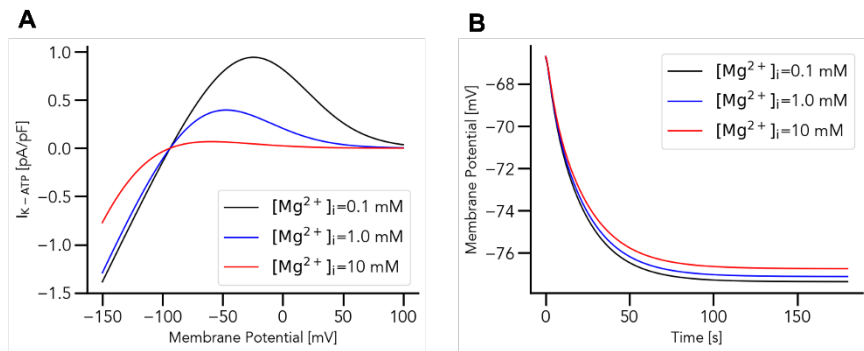 A
1.0
0.5
0.0
−0.5
−1.0
−1.5
I_K−ATP [pA/pF]
[Mg²⁺]ᵢ=0.1 mM
[Mg²⁺]ᵢ=1.0 mM
[Mg²⁺]ᵢ=10 mM
−150 −100 −50 0 50 100
Membrane Potential [mV]
B
−68
−70
−72
−74
−76
Membrane Potential [mV]
[Mg²⁺]ᵢ=0.1 mM
[Mg²⁺]ᵢ=1.0 mM
[Mg²⁺]ᵢ=10 mM
0 50 100 150
Time [s]